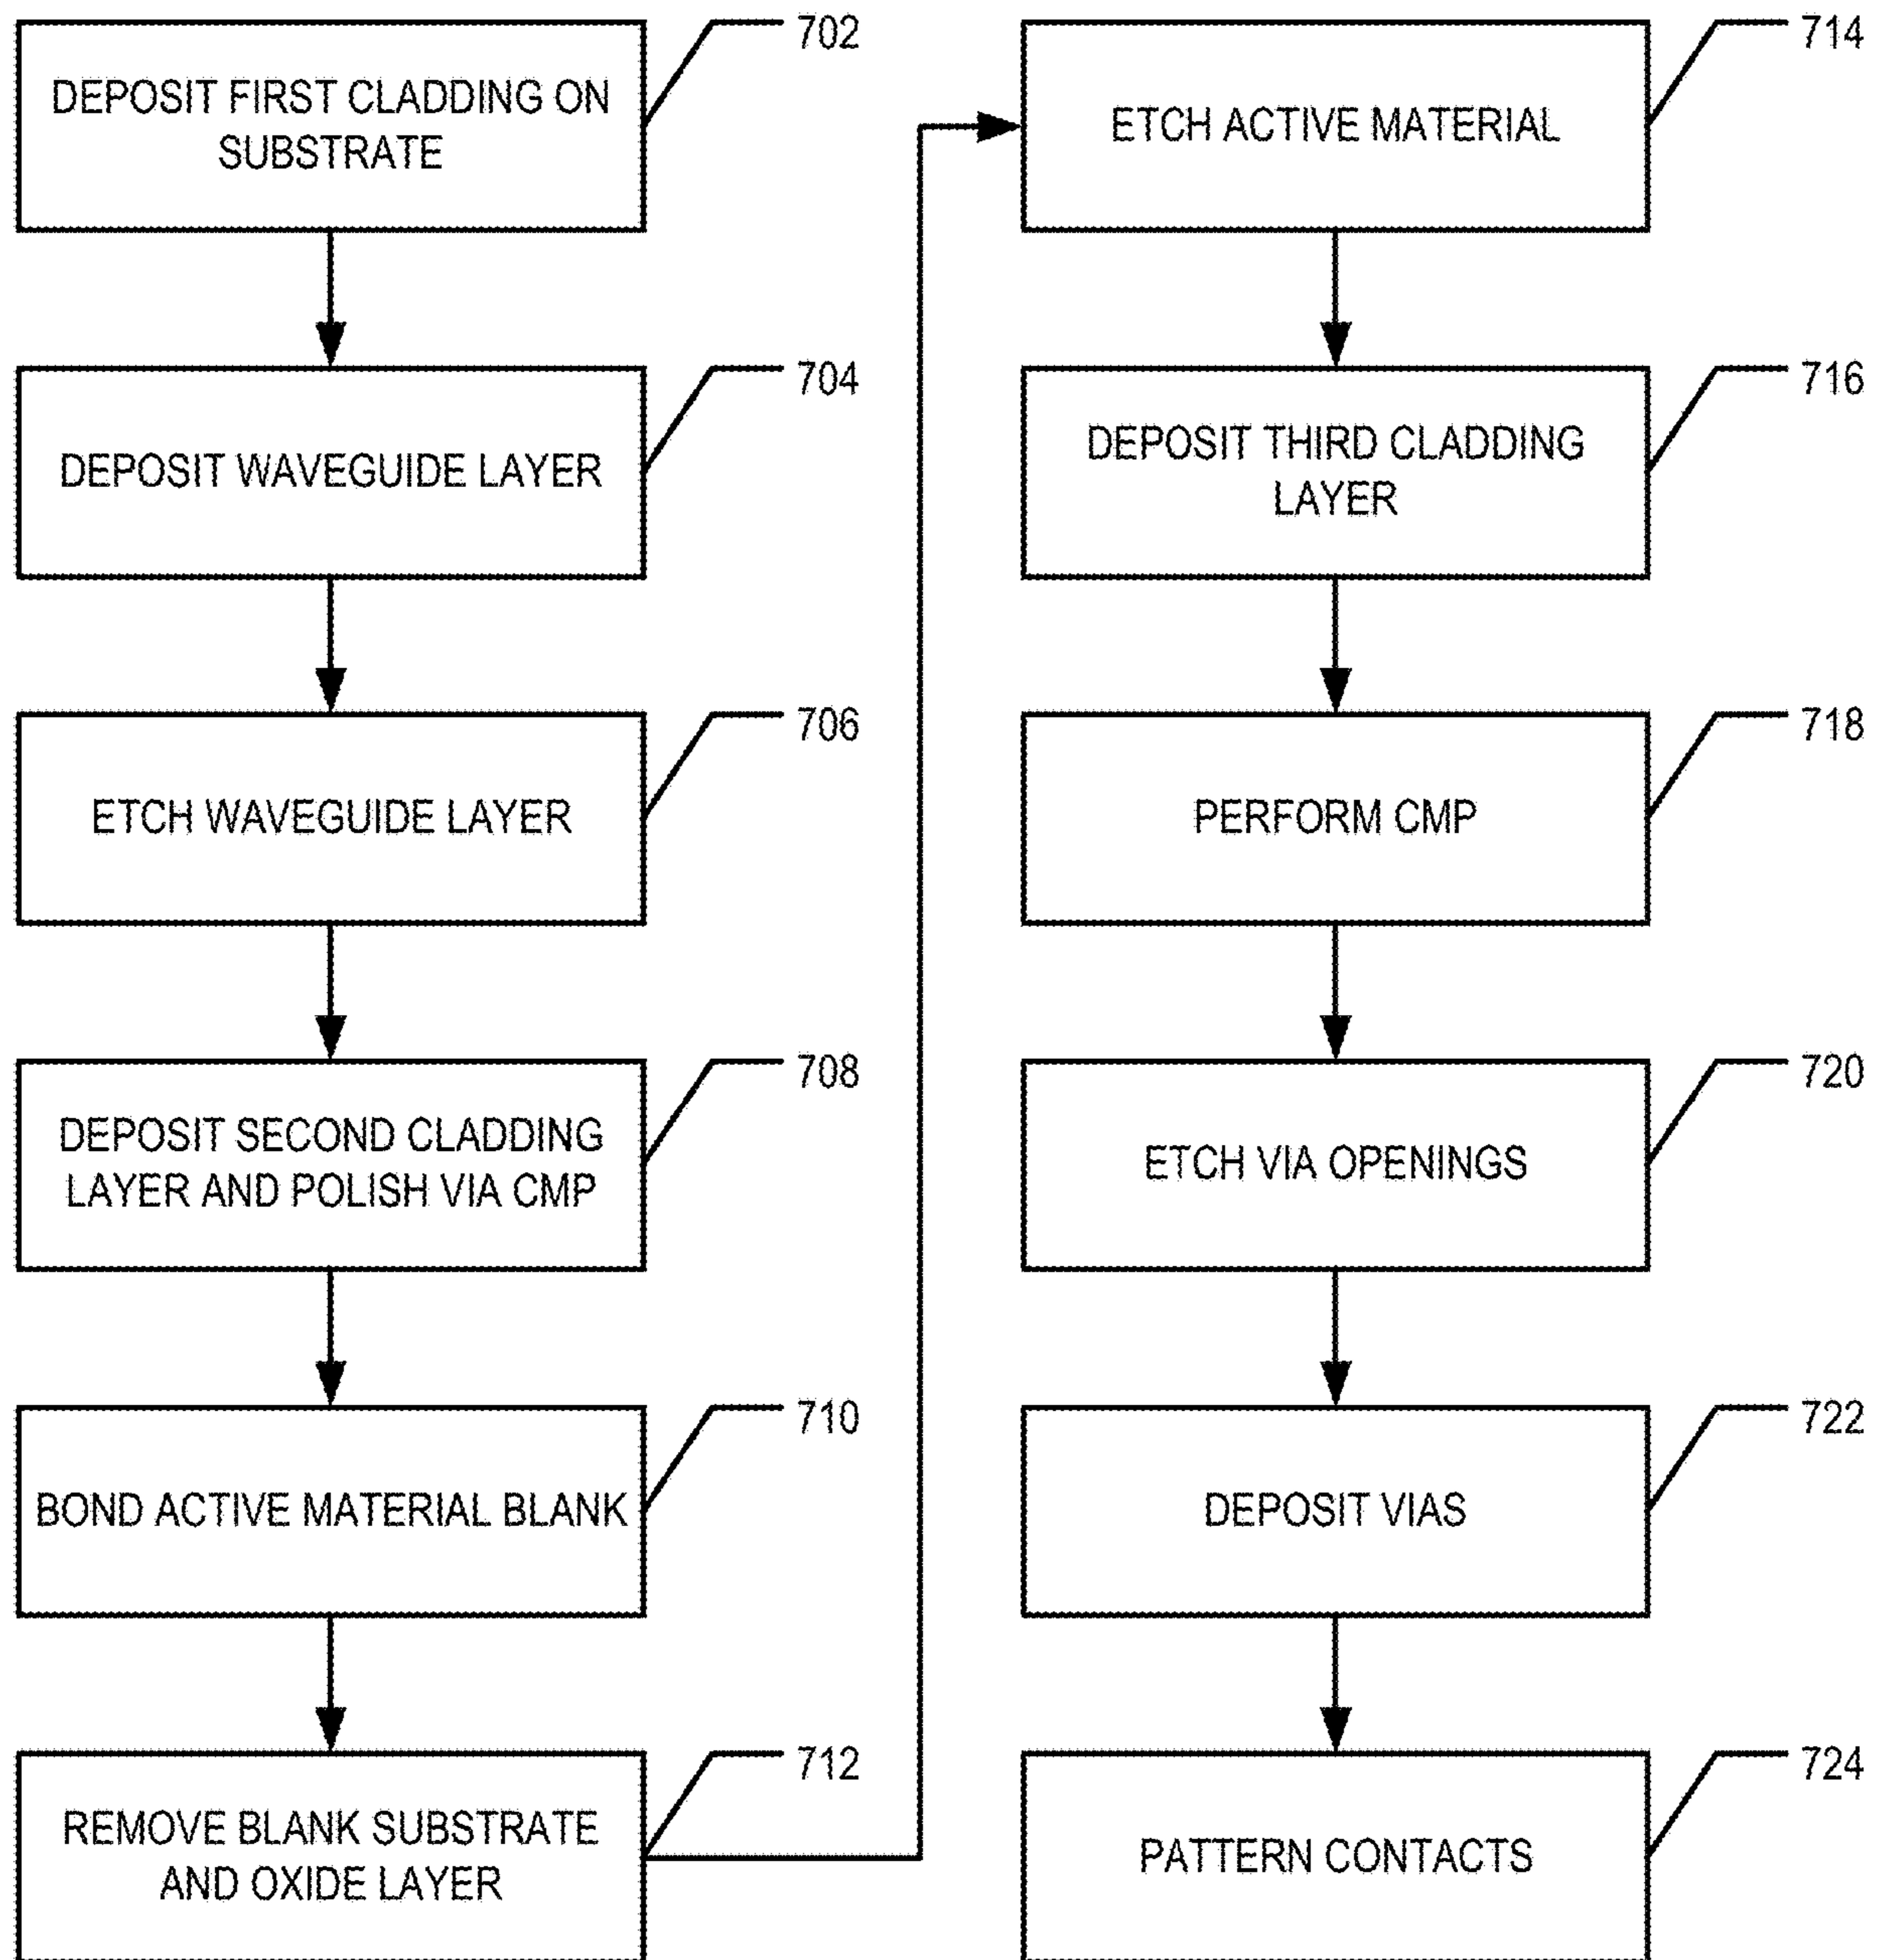 702
DEPOSIT FIRST CLADDING ON
SUBSTRATE
704
DEPOSIT WAVEGUIDE LAYER
706
ETCH WAVEGUIDE LAYER
708
DEPOSIT SECOND CLADDING
LAYER AND POLISH VIA CMP
710
BOND ACTIVE MATERIAL BLANK
712
REMOVE BLANK SUBSTRATE
AND OXIDE LAYER
714
ETCH ACTIVE MATERIAL
716
DEPOSIT THIRD CLADDING
LAYER
718
PERFORM CMP
720
ETCH VIA OPENINGS
722
DEPOSIT VIAS
724
PATTERN CONTACTS